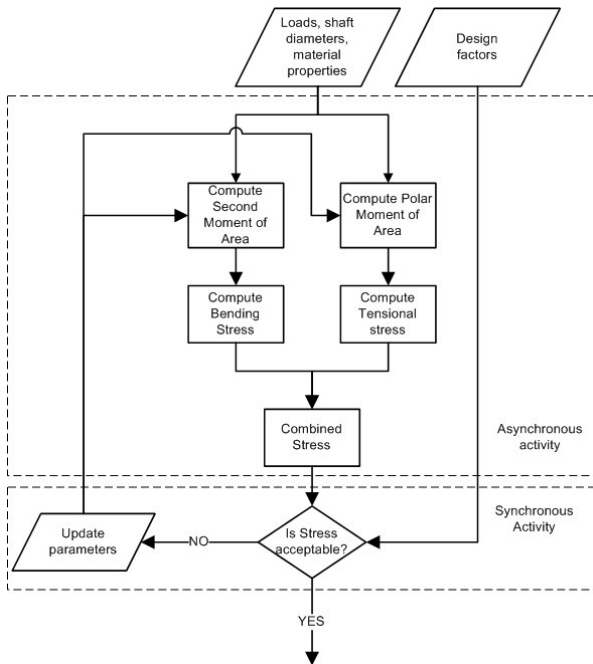 Loads, shaft
diameters,
material
properties
Design
factors
Compute
Second
Moment of
Area
Compute Polar
Moment of
Area
Compute
Bending
Stress
Compute
Tensional
stress
Combined
Stress
Asynchronous
activity
Synchronous
Activity
Update
parameters
NO
Is Stress
acceptable?
YES